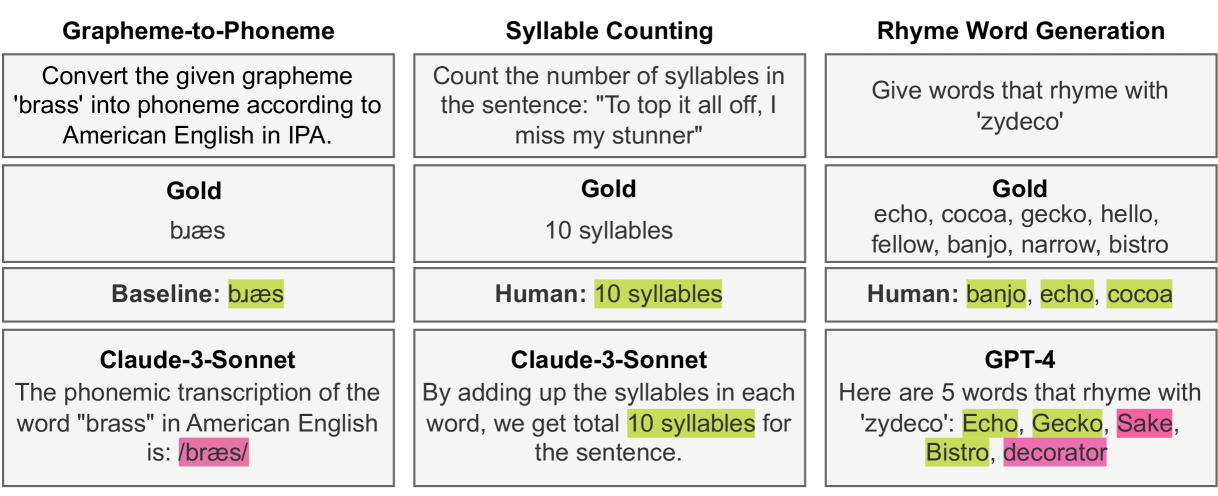 Grapheme-to-Phoneme
Convert the given grapheme
'brass' into phoneme according to
American English in IPA.
Gold
bɹæs
Baseline: bɹæs
Claude-3-Sonnet
The phonemic transcription of the
word "brass" in American English
is: /bræs/
Syllable Counting
Count the number of syllables in
the sentence: "To top it all off, I
miss my stunner"
Gold
10 syllables
Human: 10 syllables
Claude-3-Sonnet
By adding up the syllables in each
word, we get total 10 syllables for
the sentence.
Rhyme Word Generation
Give words that rhyme with
'zydeco'
Gold
echo, cocoa, gecko, hello,
fellow, banjo, narrow, bistro
Human: banjo, echo, cocoa
GPT-4
Here are 5 words that rhyme with
'zydeco': Echo, Gecko, Sake,
Bistro, decorator